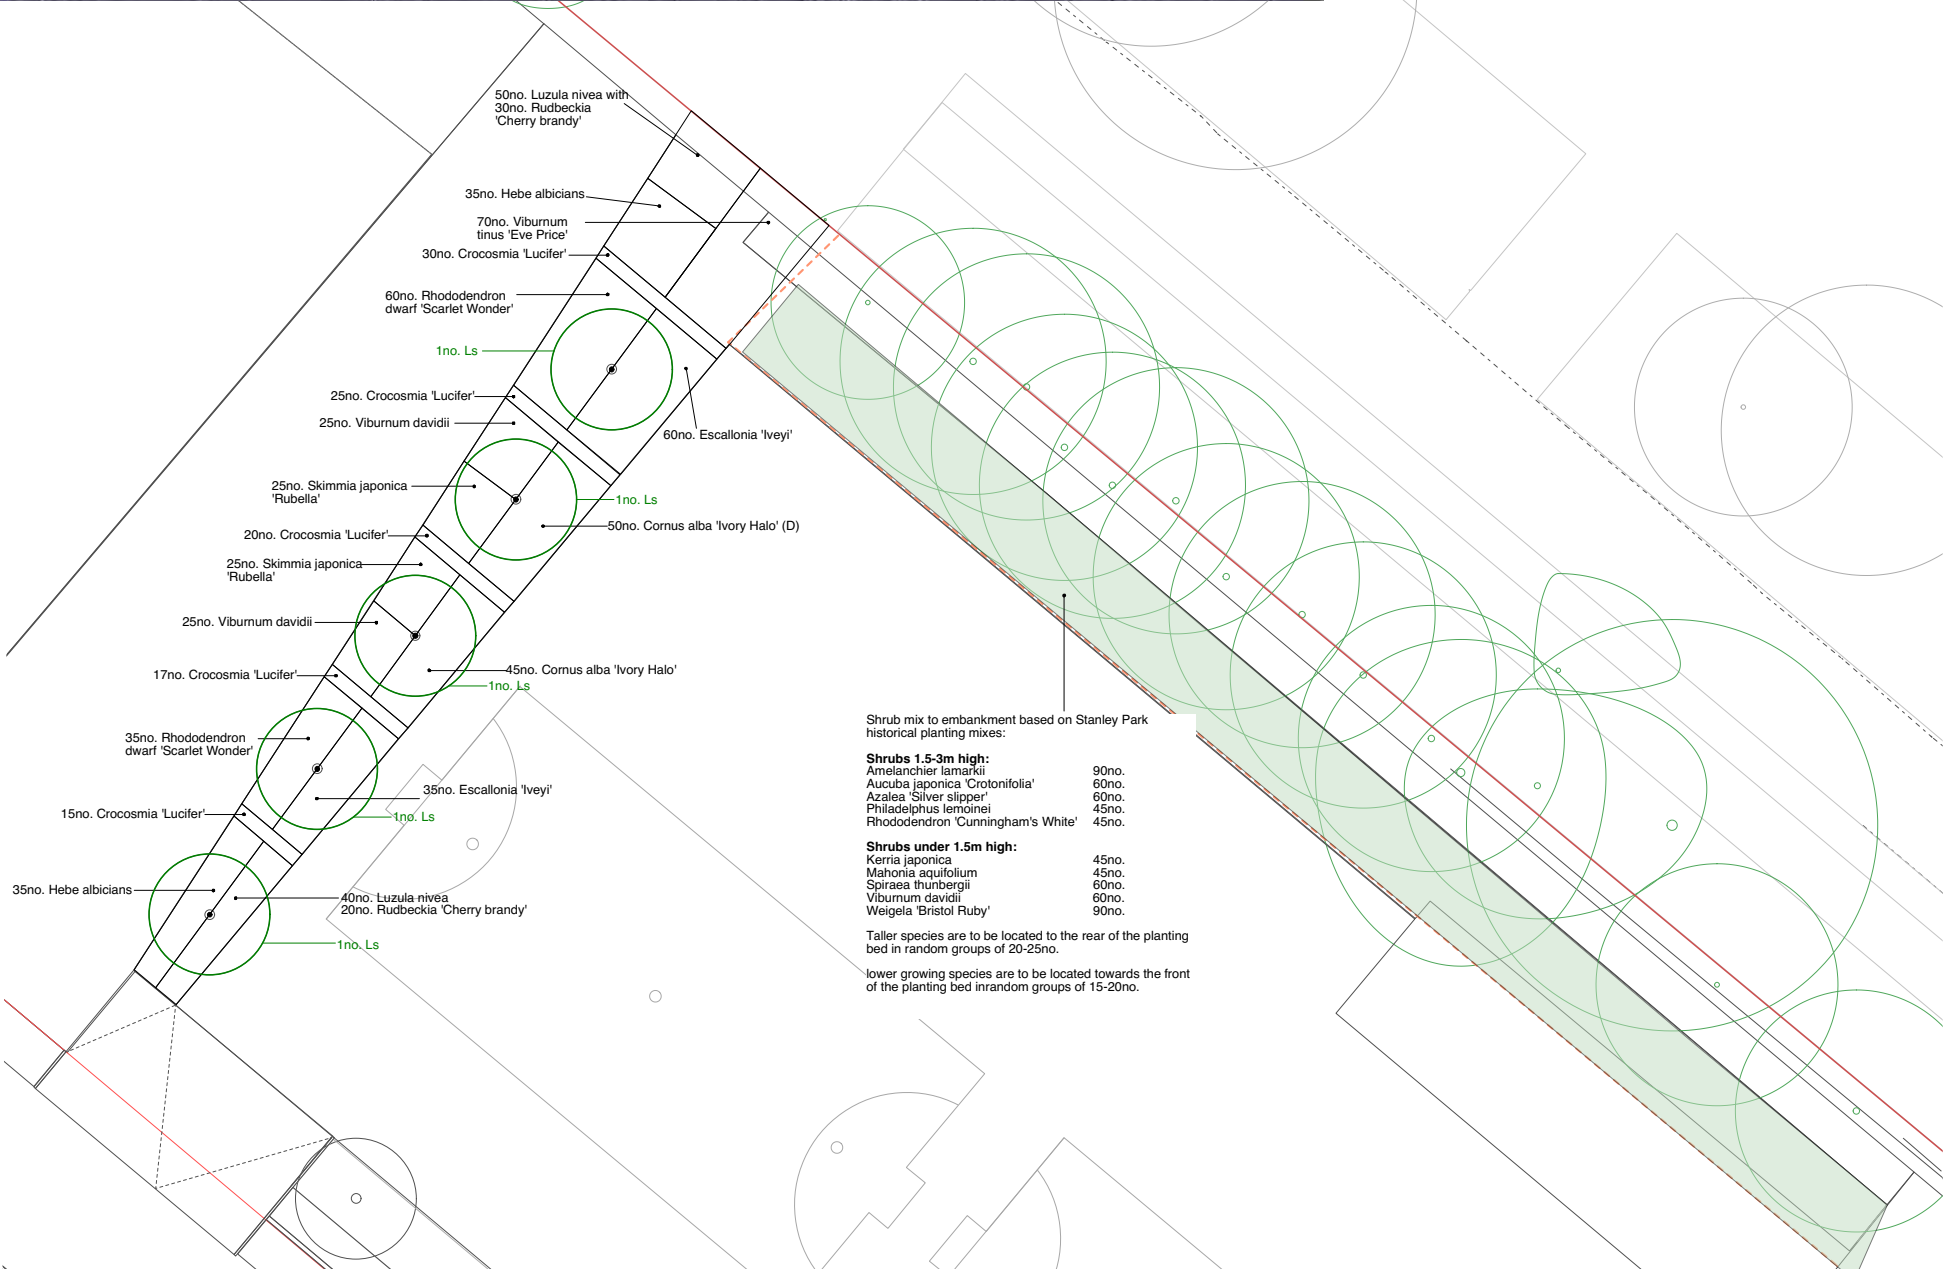 50no. Luzula nivea with
30no. Rudbeckia
'Cherry brandy'
35no. Hebe albicians
70no. Viburnum
tinus 'Eve Price'
30no. Crocosmia 'Lucifer'
60no. Rhododendron
dwarf 'Scarlet Wonder'
1no. Ls
25no. Crocosmia 'Lucifer'
25no. Viburnum davidii
60no. Escallonia 'Iveyi'
25no. Skimmia japonica
'Rubella'
1no. Ls
50no. Cornus alba 'Ivory Halo' (D)
20no. Crocosmia 'Lucifer'
25no. Skimmia japonica
'Rubella'
25no. Viburnum davidii
17no. Crocosmia 'Lucifer'
45no. Cornus alba 'Ivory Halo'
1no. Ls
35no. Rhododendron
dwarf 'Scarlet Wonder'
35no. Escallonia 'Iveyi'
15no. Crocosmia 'Lucifer'
1no. Ls
35no. Hebe albicians
40no. Luzula nivea
20no. Rudbeckia 'Cherry brandy'
1no. Ls
Shrub mix to embankment based on Stanley Park
historical planting mixes:
Shrubs 1.5-3m high:
Amelanchier lamarkii 90no.
Aucuba japonica 'Crotonifolia' 60no.
Azalea 'Silver slipper' 60no.
Philadelphus lemoinei 45no.
Rhododendron 'Cunningham's White' 45no.
Shrubs under 1.5m high:
Kerria japonica 45no.
Mahonia aquifolium 45no.
Spiraea thunbergii 60no.
Viburnum davidii 60no.
Weigela 'Bristol Ruby' 90no.
Taller species are to be located to the rear of the planting
bed in random groups of 20-25no.
lower growing species are to be located towards the front
of the planting bed inrandom groups of 15-20no.